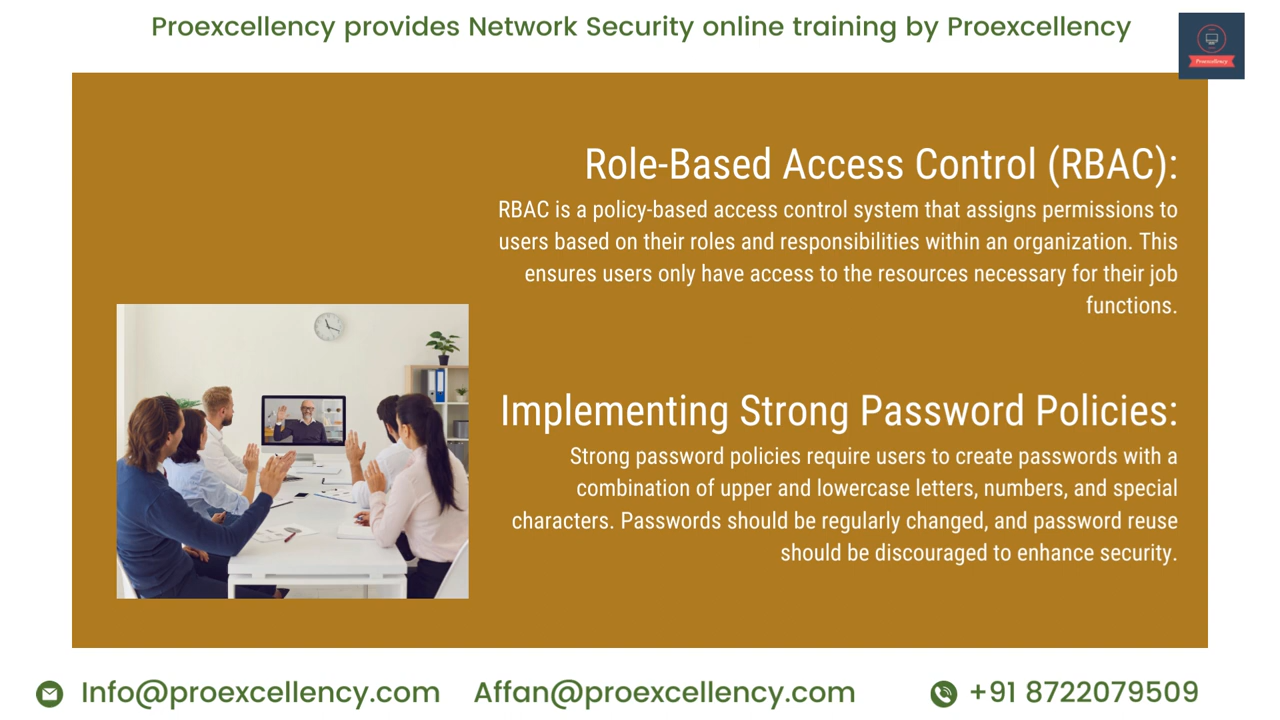 Proexcellency provides Network Security online training by Proexcellency
Proexcellency
Role-Based Access Control (RBAC):
RBAC is a policy-based access control system that assigns permissions to
users based on their roles and responsibilities within an organization. This
ensures users only have access to the resources necessary for their job
functions.
Implementing Strong Password Policies:
Strong password policies require users to create passwords with a
combination of upper and lowercase letters, numbers, and special
characters. Passwords should be regularly changed, and password reuse
should be discouraged to enhance security.
Info@proexcellency.com
Affan@proexcellency.com
+91 8722079509